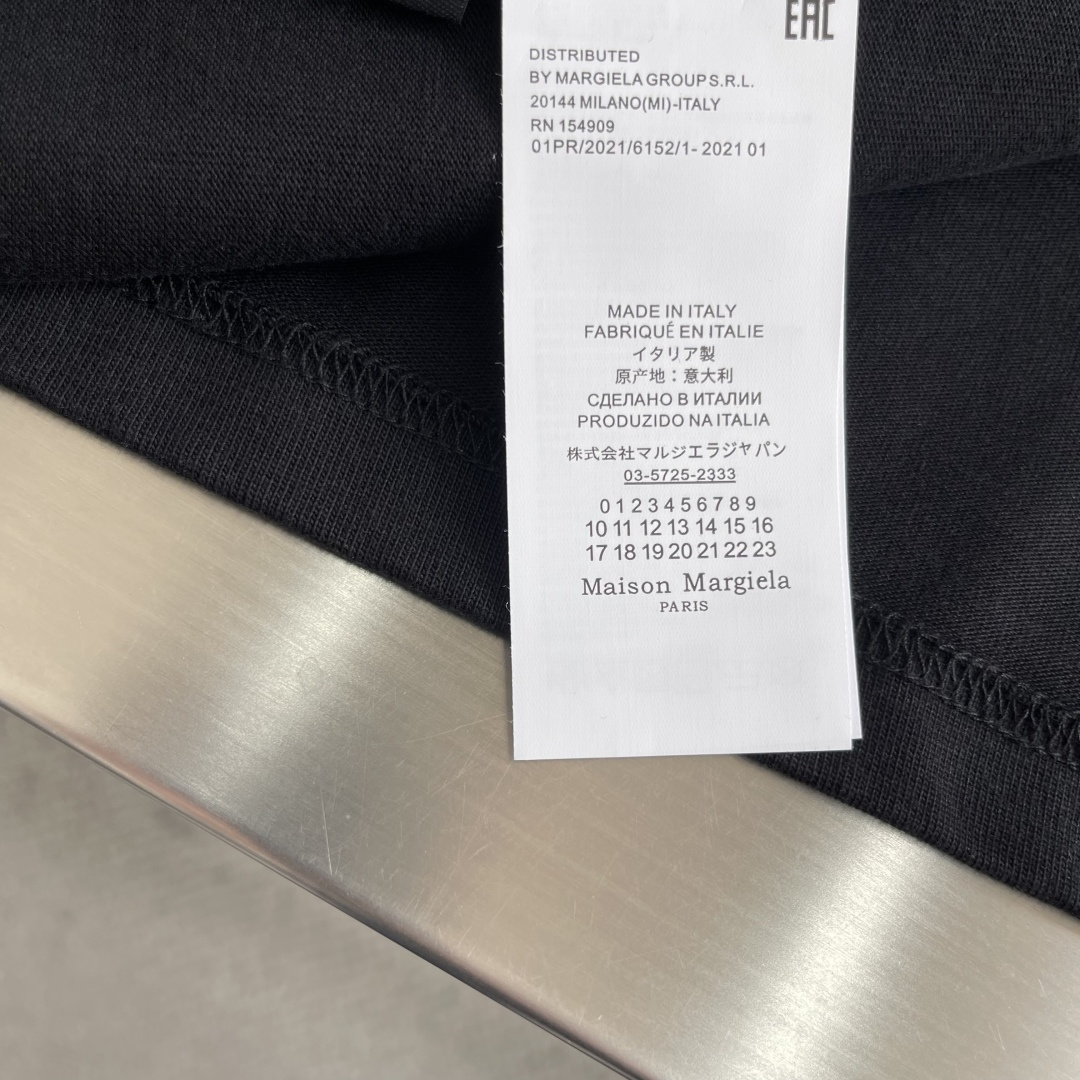 EAC
DISTRIBUTED
BY MARGIELA GROUP S.R.L.
20144 MILANO(MI)-ITALY
RN 154909
01PR/2021/6152/1- 2021 01
MADE IN ITALY
FABRIQUÉ EN ITALIE
イタリア製
原产地：意大利
СДЕЛАНО В ИТАЛИИ
PRODUZIDO NA ITALIA
株式会社マルジエラジャパン
03-5725-2333
0 1 2 3 4 5 6 7 8 9
10 11 12 13 14 15 16
17 18 19 20 21 22 23
Maison Margiela
PARIS